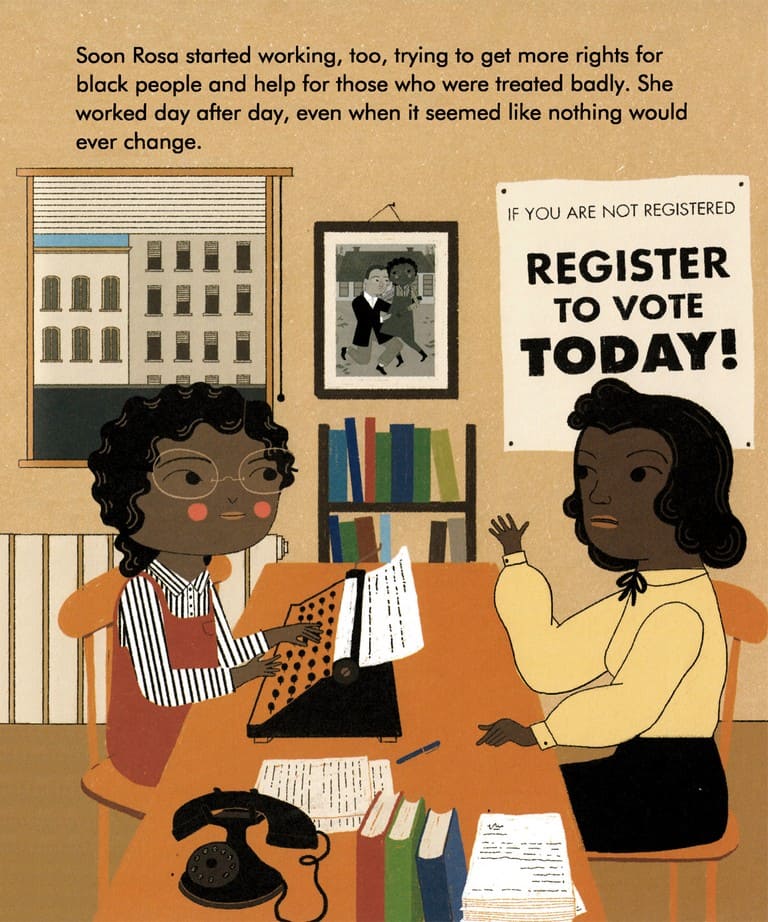 Soon Rosa started working, too, trying to get more rights for
black people and help for those who were treated badly. She
worked day after day, even when it seemed like nothing would
ever change.
IF YOU ARE NOT REGISTERED
REGISTER
TO VOTE
TODAY!